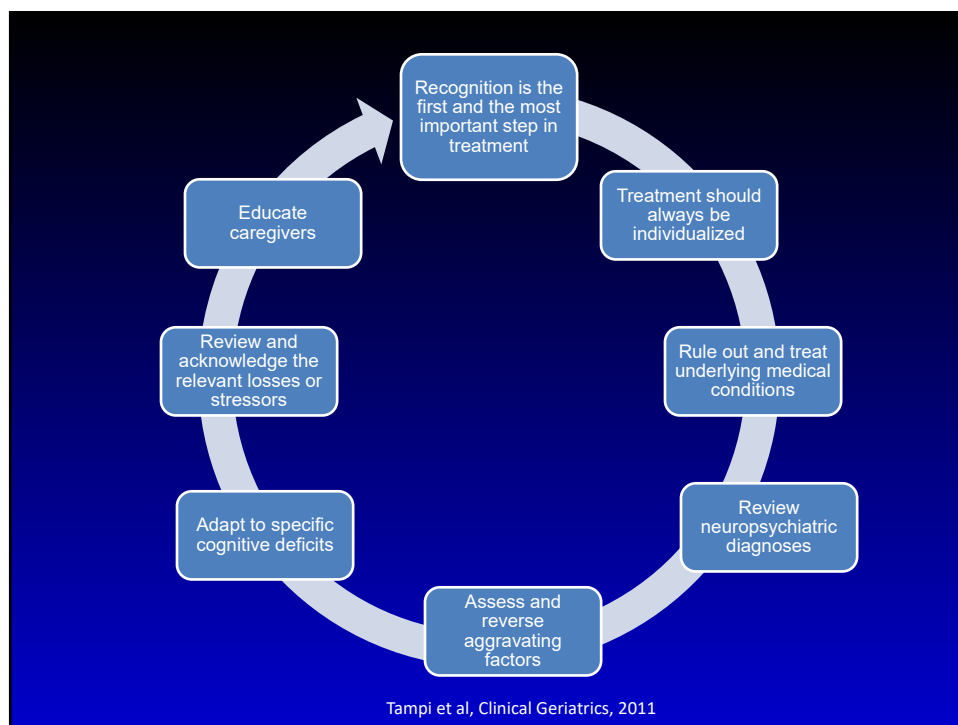 Recognition is the
first and the most
important step in
treatment
Treatment should
always be
individualized
Rule out and treat
underlying medical
conditions
Review
neuropsychiatric
diagnoses
Assess and
reverse
aggravating
factors
Adapt to specific
cognitive deficits
Review and
acknowledge the
relevant losses or
stressors
Educate
caregivers
Tampi et al, Clinical Geriatrics, 2011